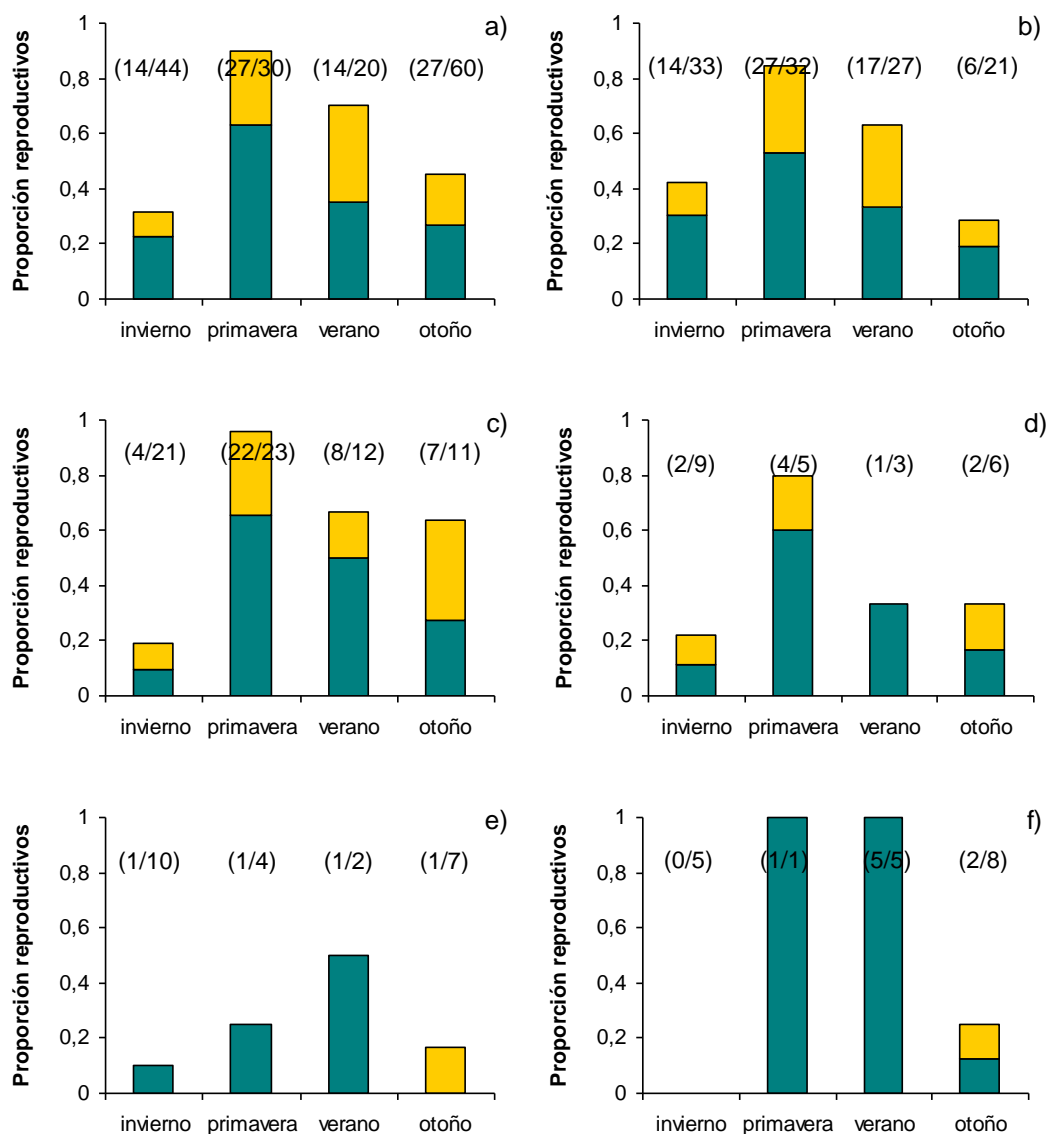 a)
Proporción reproductivos
1
0,8
0,6
0,4
0,2
0
(14/44) (27/30) (14/20) (27/60)
invierno primavera verano otoño
b)
Proporción reproductivos
1
0,8
0,6
0,4
0,2
0
(14/33) (27/32) (17/27) (6/21)
invierno primavera verano otoño
c)
Proporción reproductivos
1
0,8
0,6
0,4
0,2
0
(4/21) (22/23) (8/12) (7/11)
invierno primavera verano otoño
d)
Proporción reproductivos
1
0,8
0,6
0,4
0,2
0
(2/9) (4/5) (1/3) (2/6)
invierno primavera verano otoño
e)
Proporción reproductivos
1
0,8
0,6
0,4
0,2
0
(1/10) (1/4) (1/2) (1/7)
invierno primavera verano otoño
f)
Proporción reproductivos
1
0,8
0,6
0,4
0,2
0
(0/5) (1/1) (5/5) (2/8)
invierno primavera verano otoño